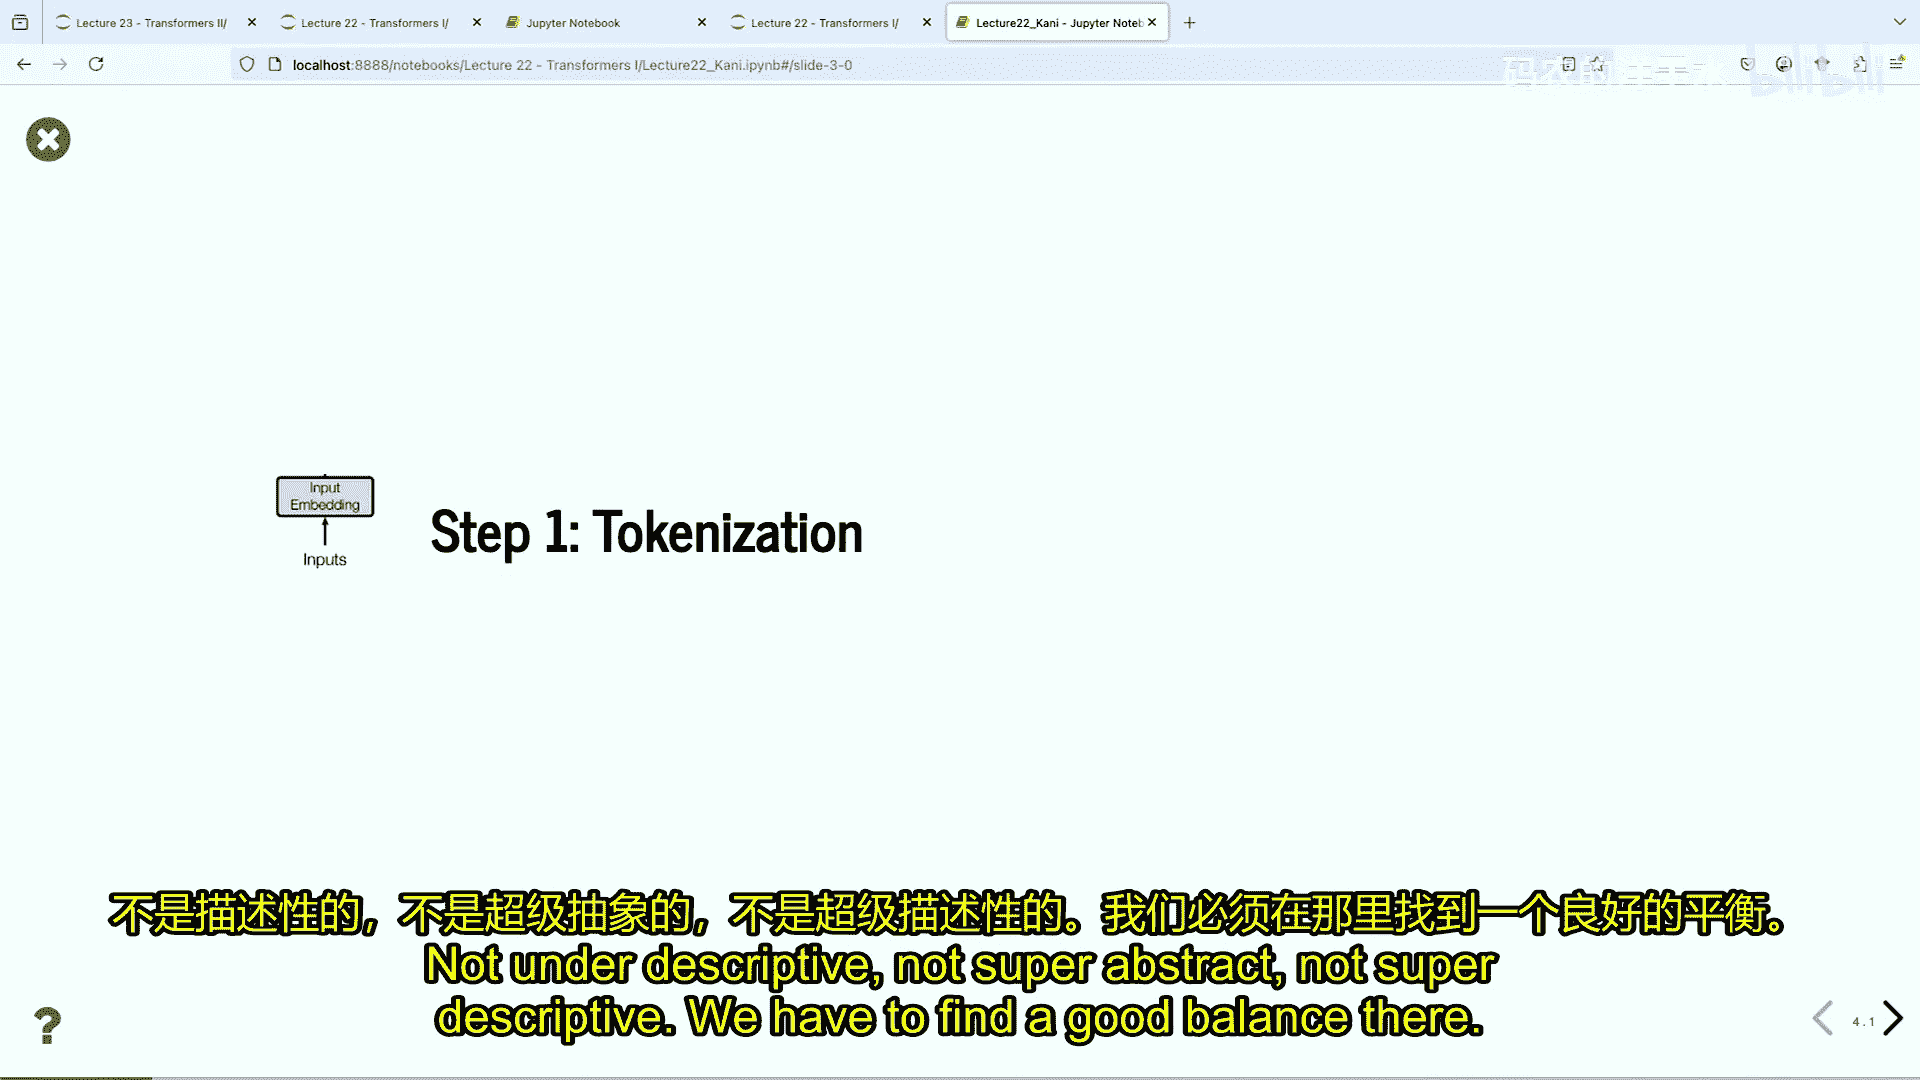 Lecture 23 - Transformers II/
Lecture 22 - Transformers I/
Jupyter Notebook
Lecture 22 - Transformers I/
Lecture22_Kani - Jupyter Noteb
localhost:8888/notebooks/Lecture 22 - Transformers I/Lecture22_Kani.ipynb#/slide-3-0
bilibili
Input
Embedding
Inputs
Step 1: Tokenization
不是描述性的，不是超级抽象的，不是超级描述性的。我们必须在那里找到一个良好的平衡。
Not under descriptive, not super abstract, not super
descriptive. We have to find a good balance there.
4.1